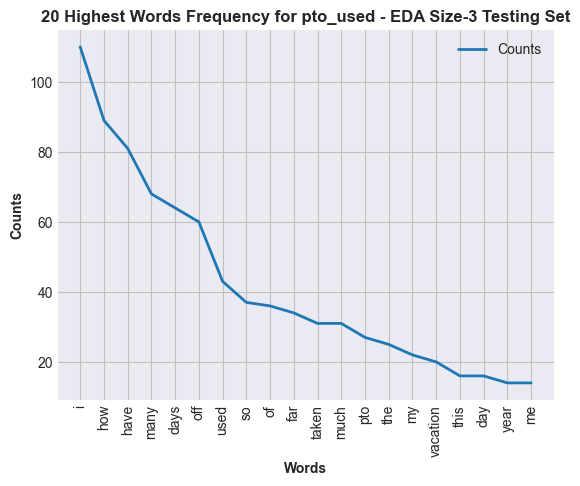 20 Highest Words Frequency for pto_used - EDA Size-3 Testing Set
Counts
100
80
60
40
20
Counts
i
how
have
many
days
off
used
so
of
far
taken
much
pto
the
my
vacation
this
day
year
me
Words